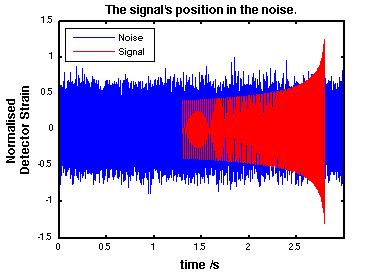 The signal's position in the noise.
Noise
Signal
Normalised
Detector Strain
1.5
1
0.5
0
-0.5
-1
-1.5
0 0.5 1 1.5 2 2.5
time /s